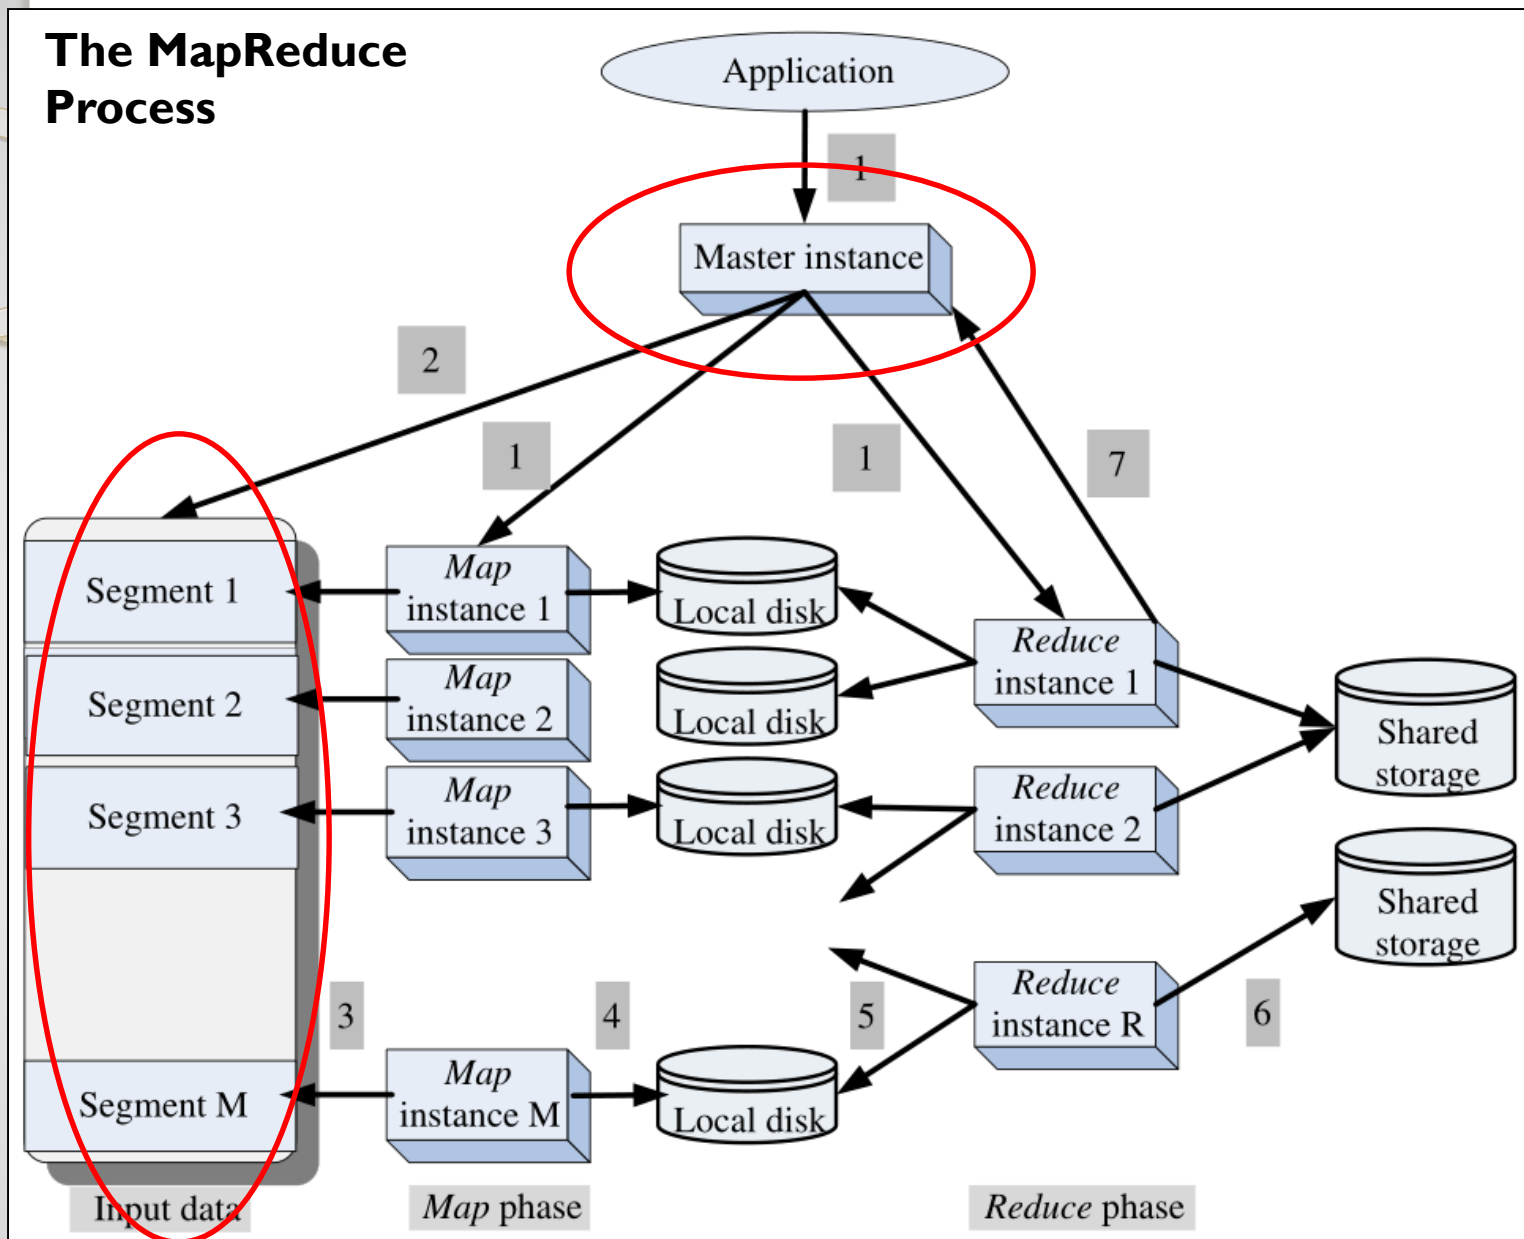 The MapReduce
Process
Application
1
Master instance
2
1
1
7
Segment 1
Map
instance 1
Local disk
Reduce
instance 1
Segment 2
Map
instance 2
Local disk
Shared
storage
Segment 3
Map
instance 3
Local disk
Reduce
instance 2
Shared
storage
3
4
5
Reduce
instance R
6
Segment M
Map
instance M
Local disk
Input data
Map phase
Reduce phase